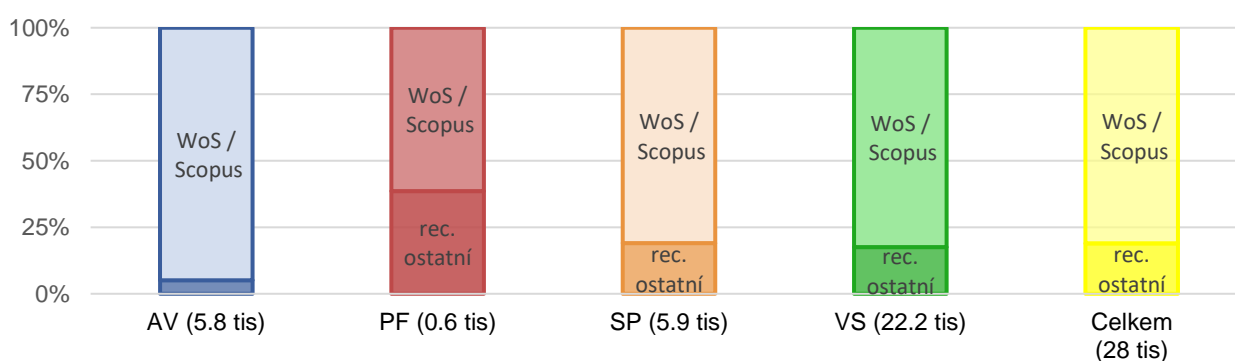 100%
75%
50%
25%
0%
WoS /
Scopus
WoS /
Scopus
rec.
ostatní
WoS /
Scopus
rec.
ostatní
WoS /
Scopus
rec.
ostatní
WoS /
Scopus
rec.
ostatní
AV (5.8 tis)
PF (0.6 tis)
SP (5.9 tis)
VS (22.2 tis)
Celkem
(28 tis)